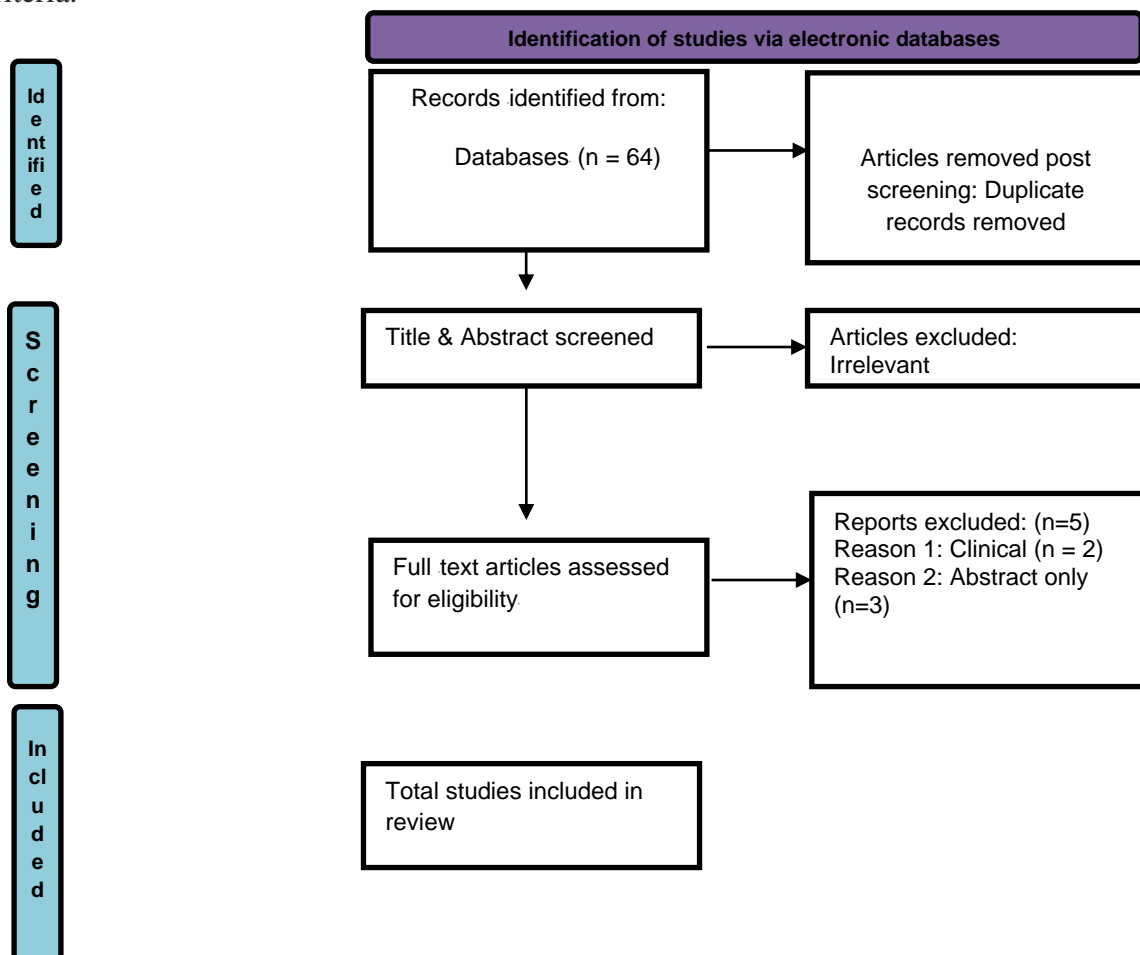 Identification of studies via electronic databases
Id
e
nt
ifi
e
d
Records identified from:
Databases (n = 64)
Articles removed post
screening: Duplicate
records removed
S
c
r
e
e
n
i
n
g
Title & Abstract screened
Articles excluded:
Irrelevant
Full text articles assessed
for eligibility
Reports excluded: (n=5)
Reason 1: Clinical (n = 2)
Reason 2: Abstract only
(n=3)
In
cl
u
d
e
d
Total studies included in
review